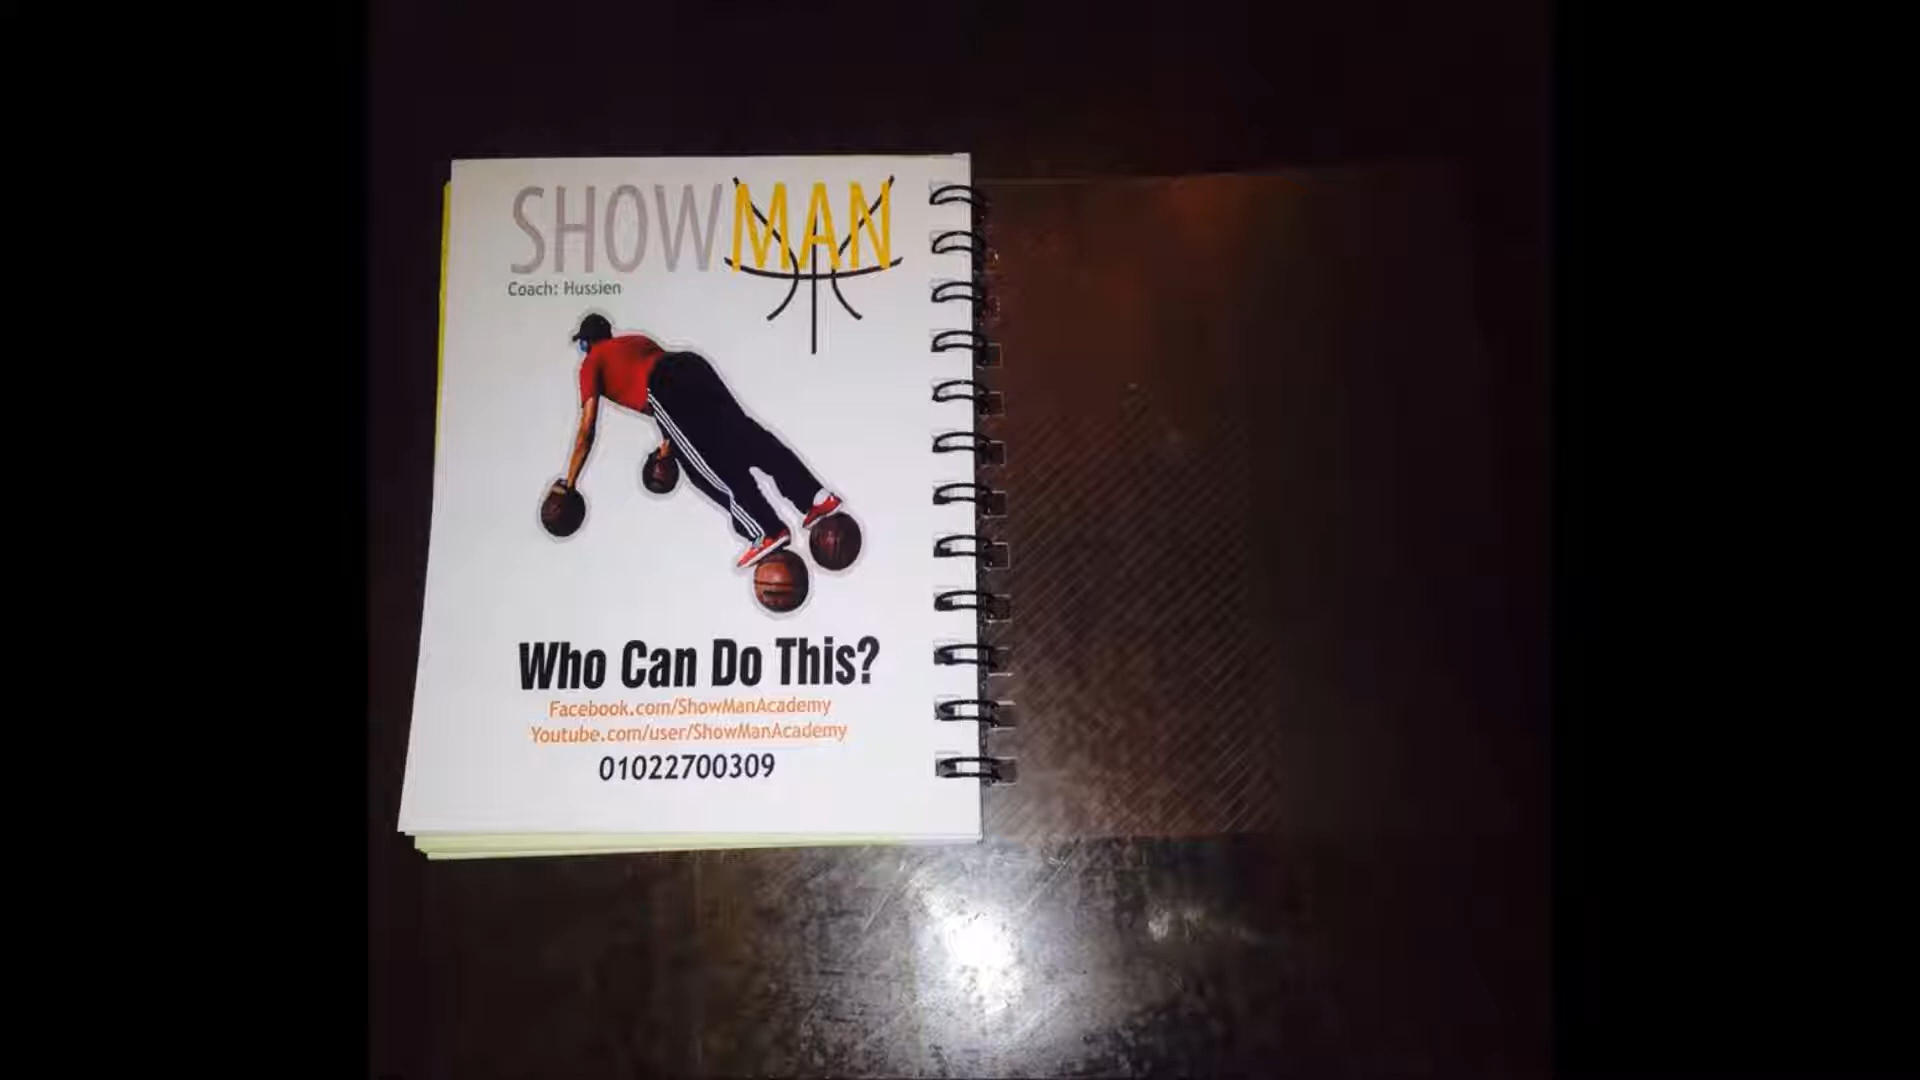 SHOWMAN
Coach: Hussien
Who Can Do This?
Facebook.com/ShowManAcademy
Youtube.com/user/ShowManAcademy
01022700309